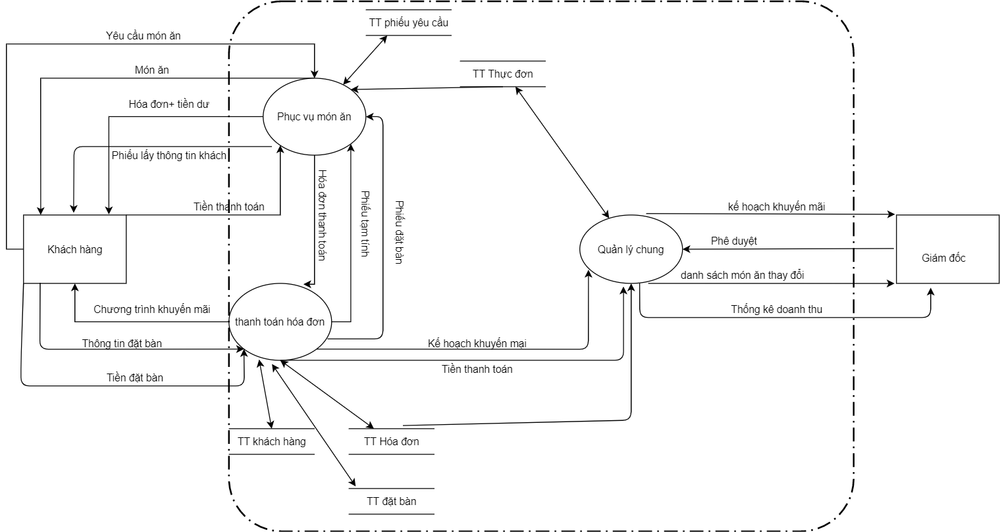 TT phiếu yêu cầu
Yêu cầu món ăn
Món ăn
TT Thực đơn
Hóa đơn+ tiền dư
Phục vụ món ăn
Phiếu lấy thông tin khách
Hóa đơn thanh toán
Phiếu tạm tính
Phiếu đặt bàn
Tiền thanh toán
kế hoạch khuyến mãi
Phê duyệt
Khách hàng
Quản lý chung
Giám đốc
danh sách món ăn thay đổi
Chương trình khuyến mãi
Thống kê doanh thu
thanh toán hóa đơn
Thông tin đặt bàn
Kế hoạch khuyến mại
Tiền thanh toán
Tiền đặt bàn
TT khách hàng
TT Hóa đơn
TT đặt bàn